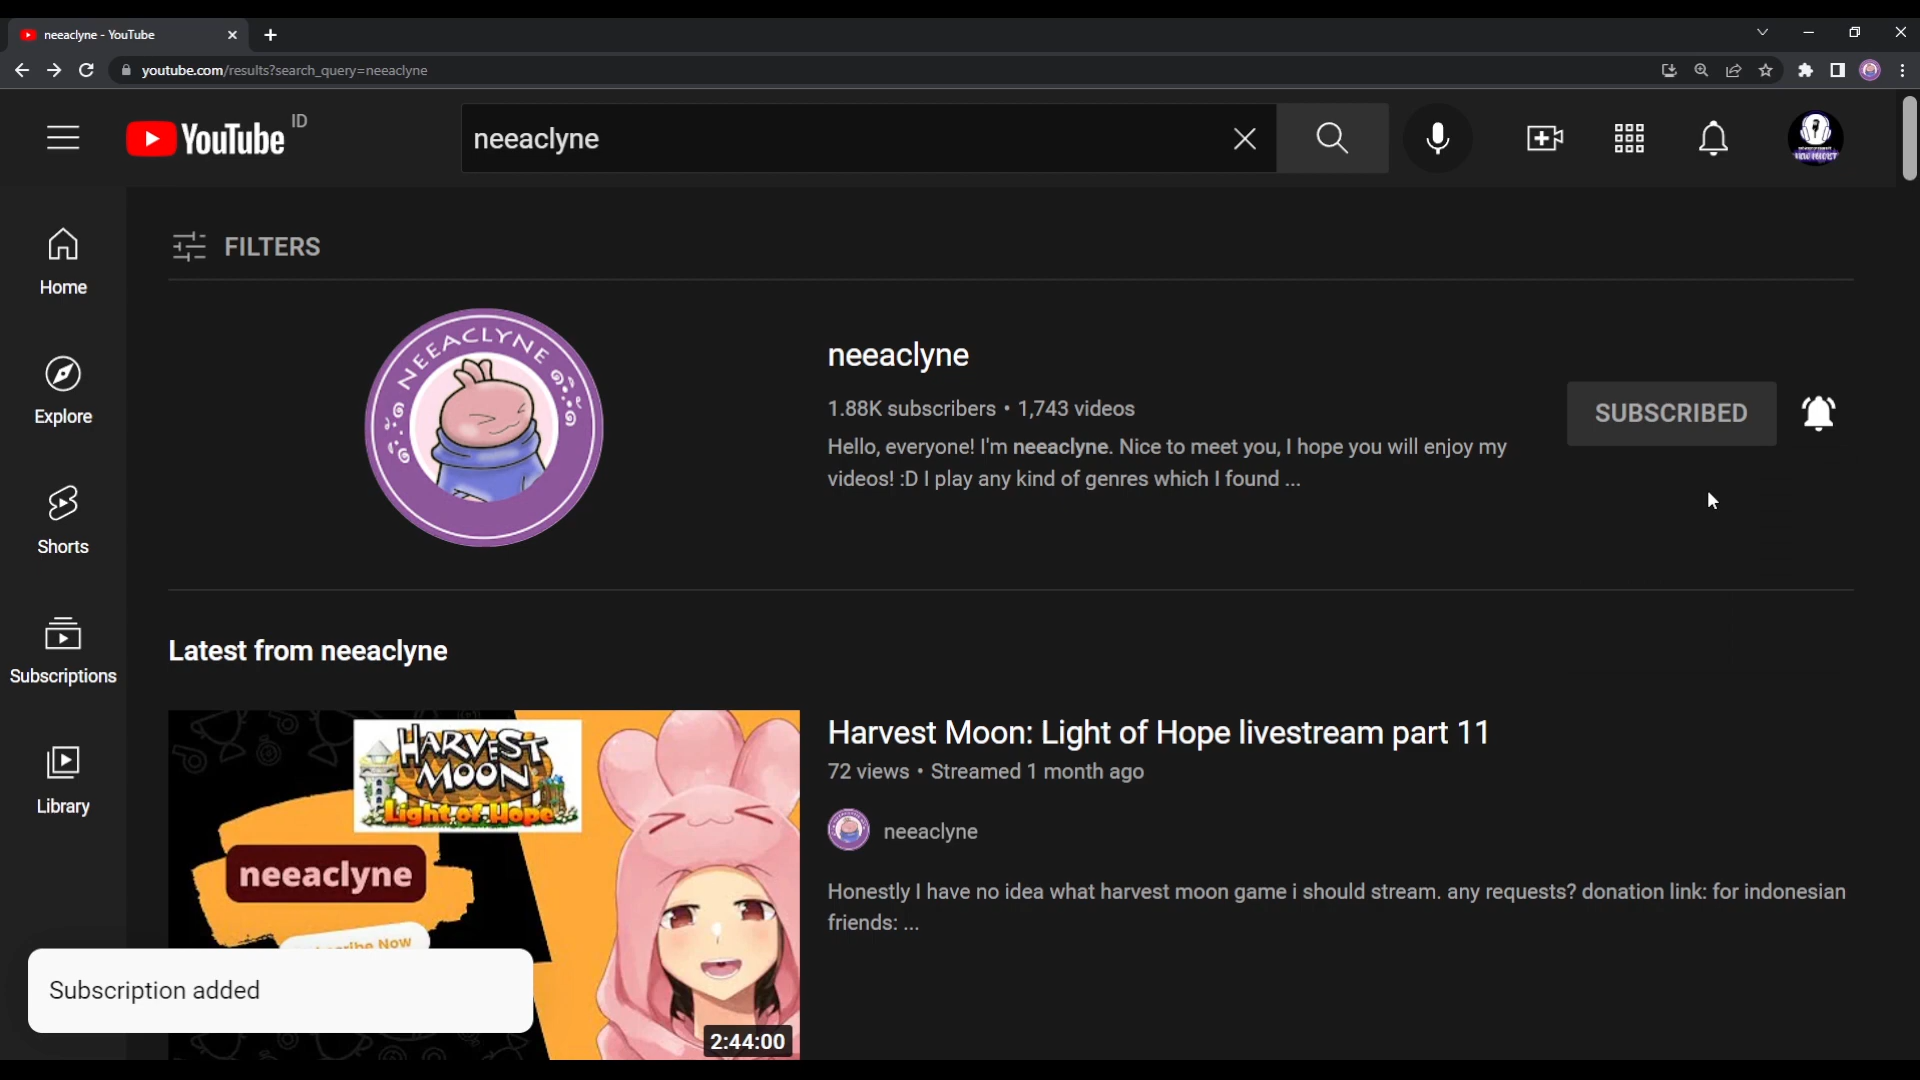 neeaclyne - YouTube
youtube.com/results?search_query=neeaclyne
YouTube ID
neeaclyne
Home
Explore
Shorts
Subscriptions
Library
FILTERS
NEEACLYNE
neeaclyne
1.88K subscribers • 1,743 videos
Hello, everyone! I'm neeaclyne. Nice to meet you, I hope you will enjoy my
videos! :D I play any kind of genres which I found ...
SUBSCRIBED
Latest from neeaclyne
HARVEST
MOON
Light of Hope
neeaclyne
Now
2:44:00
Harvest Moon: Light of Hope livestream part 11
72 views • Streamed 1 month ago
neeaclyne
Honestly I have no idea what harvest moon game i should stream. any requests? donation link: for indonesian
friends: ...
Subscription added